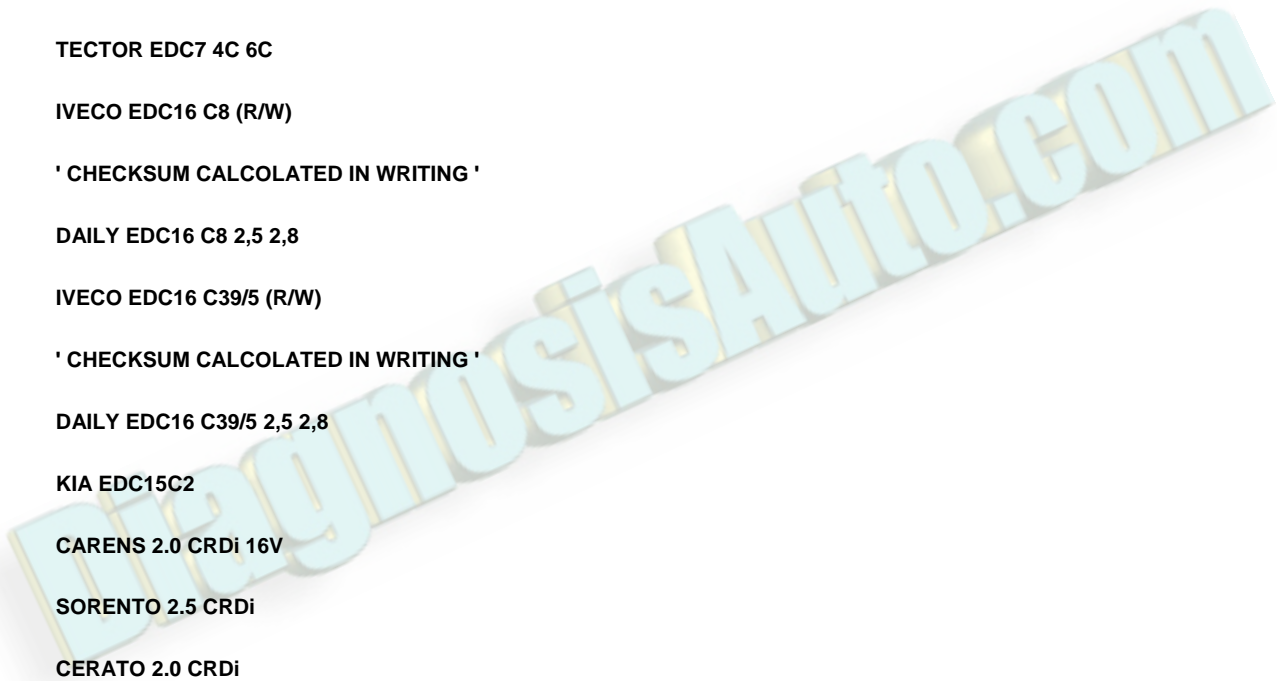 TECTOR EDC7 4C 6C
IVECO EDC16 C8 (R/W)
' CHECKSUM CALCOLATED IN WRITING '
DAILY EDC16 C8 2,5 2,8
IVECO EDC16 C39/5 (R/W)
' CHECKSUM CALCOLATED IN WRITING '
DAILY EDC16 C39/5 2,5 2,8
KIA EDC15C2
CARENS 2.0 CRDi 16V
SORENTO 2.5 CRDi
CERATO 2.0 CRDi
DiagnosisAuto.com